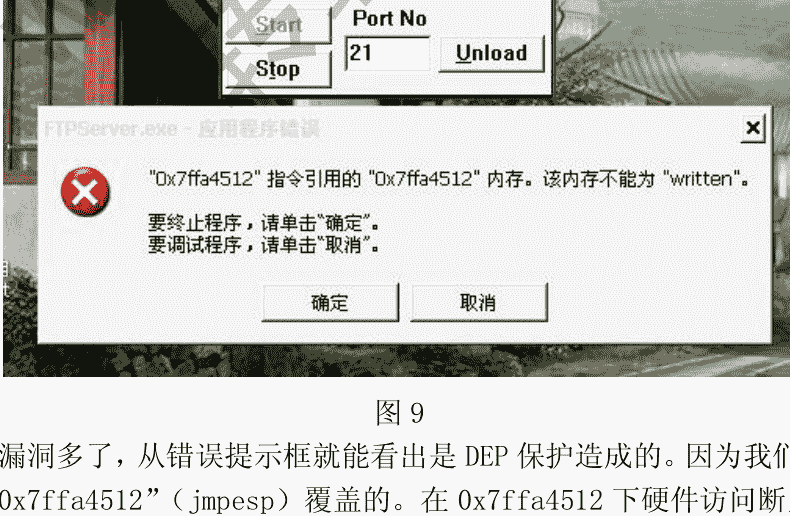 Start
Port No
Stop
21
Unload
FTPServer.exe - 应用程序错误
"0x7ffa4512" 指令引用的 "0x7ffa4512" 内存。该内存不能为 "written"。
要终止程序，请单击“确定”。
要调试程序，请单击“取消”。
确定
取消
图 9
漏洞多了，从错误提示框就能看出是 DEP 保护造成的。因为我们
0x7ffa4512”（jmpesp）覆盖的。在 0x7ffa4512 下硬件访问断